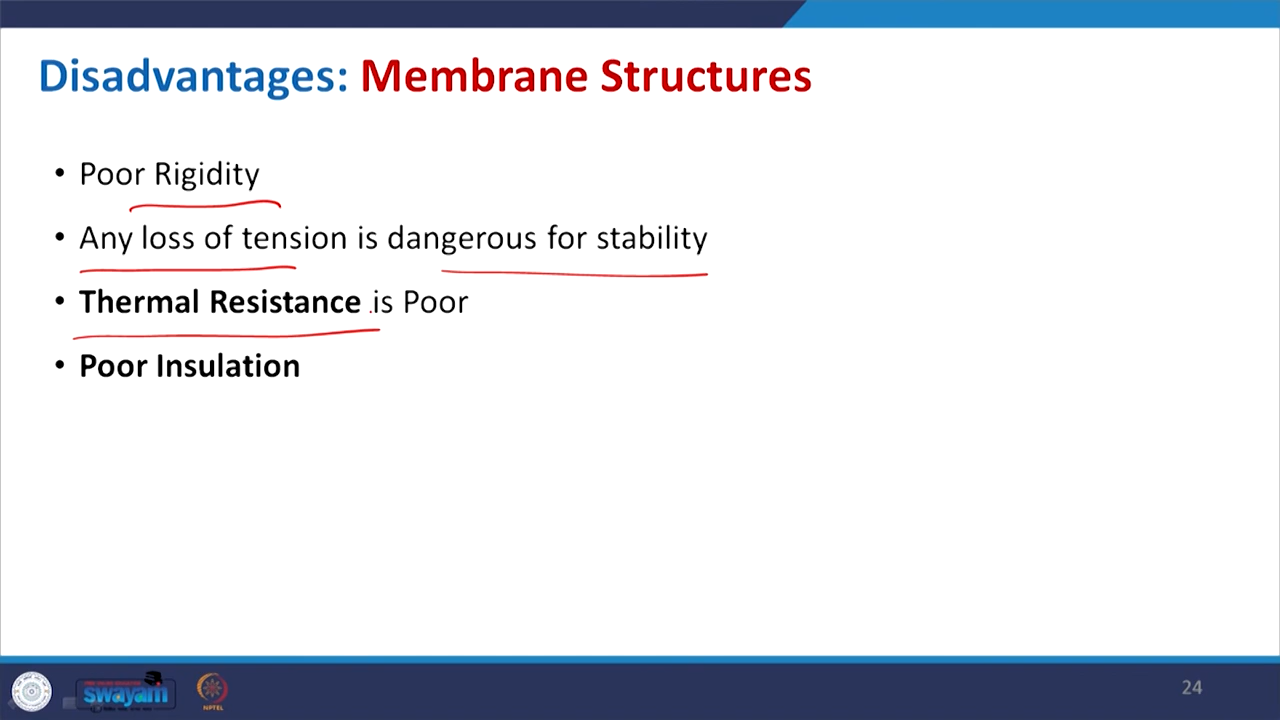 Disadvantages: Membrane Structures
• Poor Rigidity
• Any loss of tension is dangerous for stability
• Thermal Resistance is Poor
• Poor Insulation
swayam
NPTEL
24